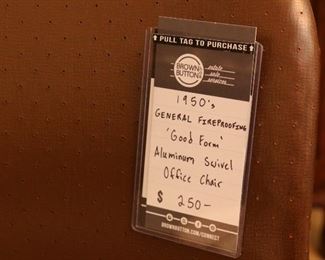 ↑ PULL TAG TO PURCHASE ↑
BROWN
BUTTON
estate
sale
services
1950's
GENERAL FIREPROOFING
'Good Form'
Aluminum Swivel
Office Chair
$ 250-
BROWNBUTTON.COM/CONNECT